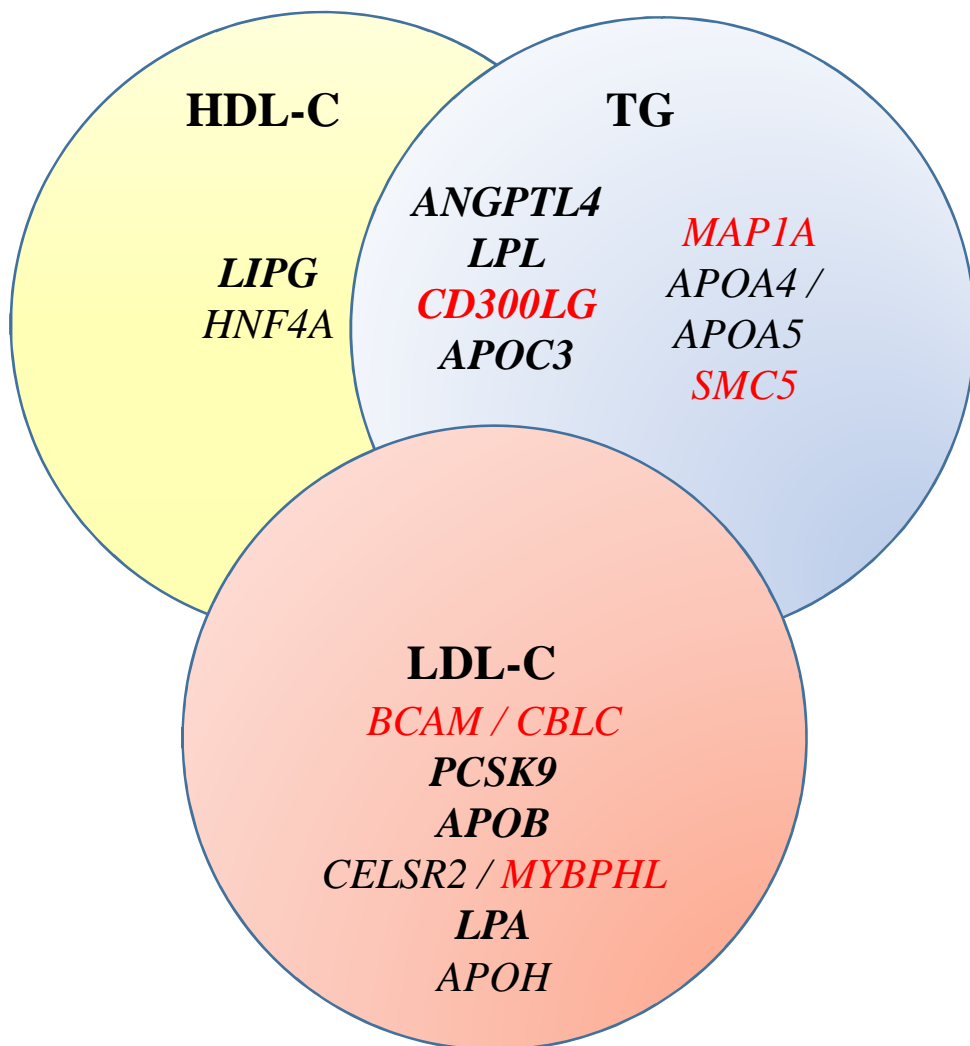 HDL-C
LIPG
HNF4A
TG
ANGPTL4
LPL
CD300LG
APOC3
MAP1A
APOA4 /
APOA5
SMC5
LDL-C
BCAM / CBLC
PCSK9
APOB
CELSR2 / MYBPHL
LPA
APOH